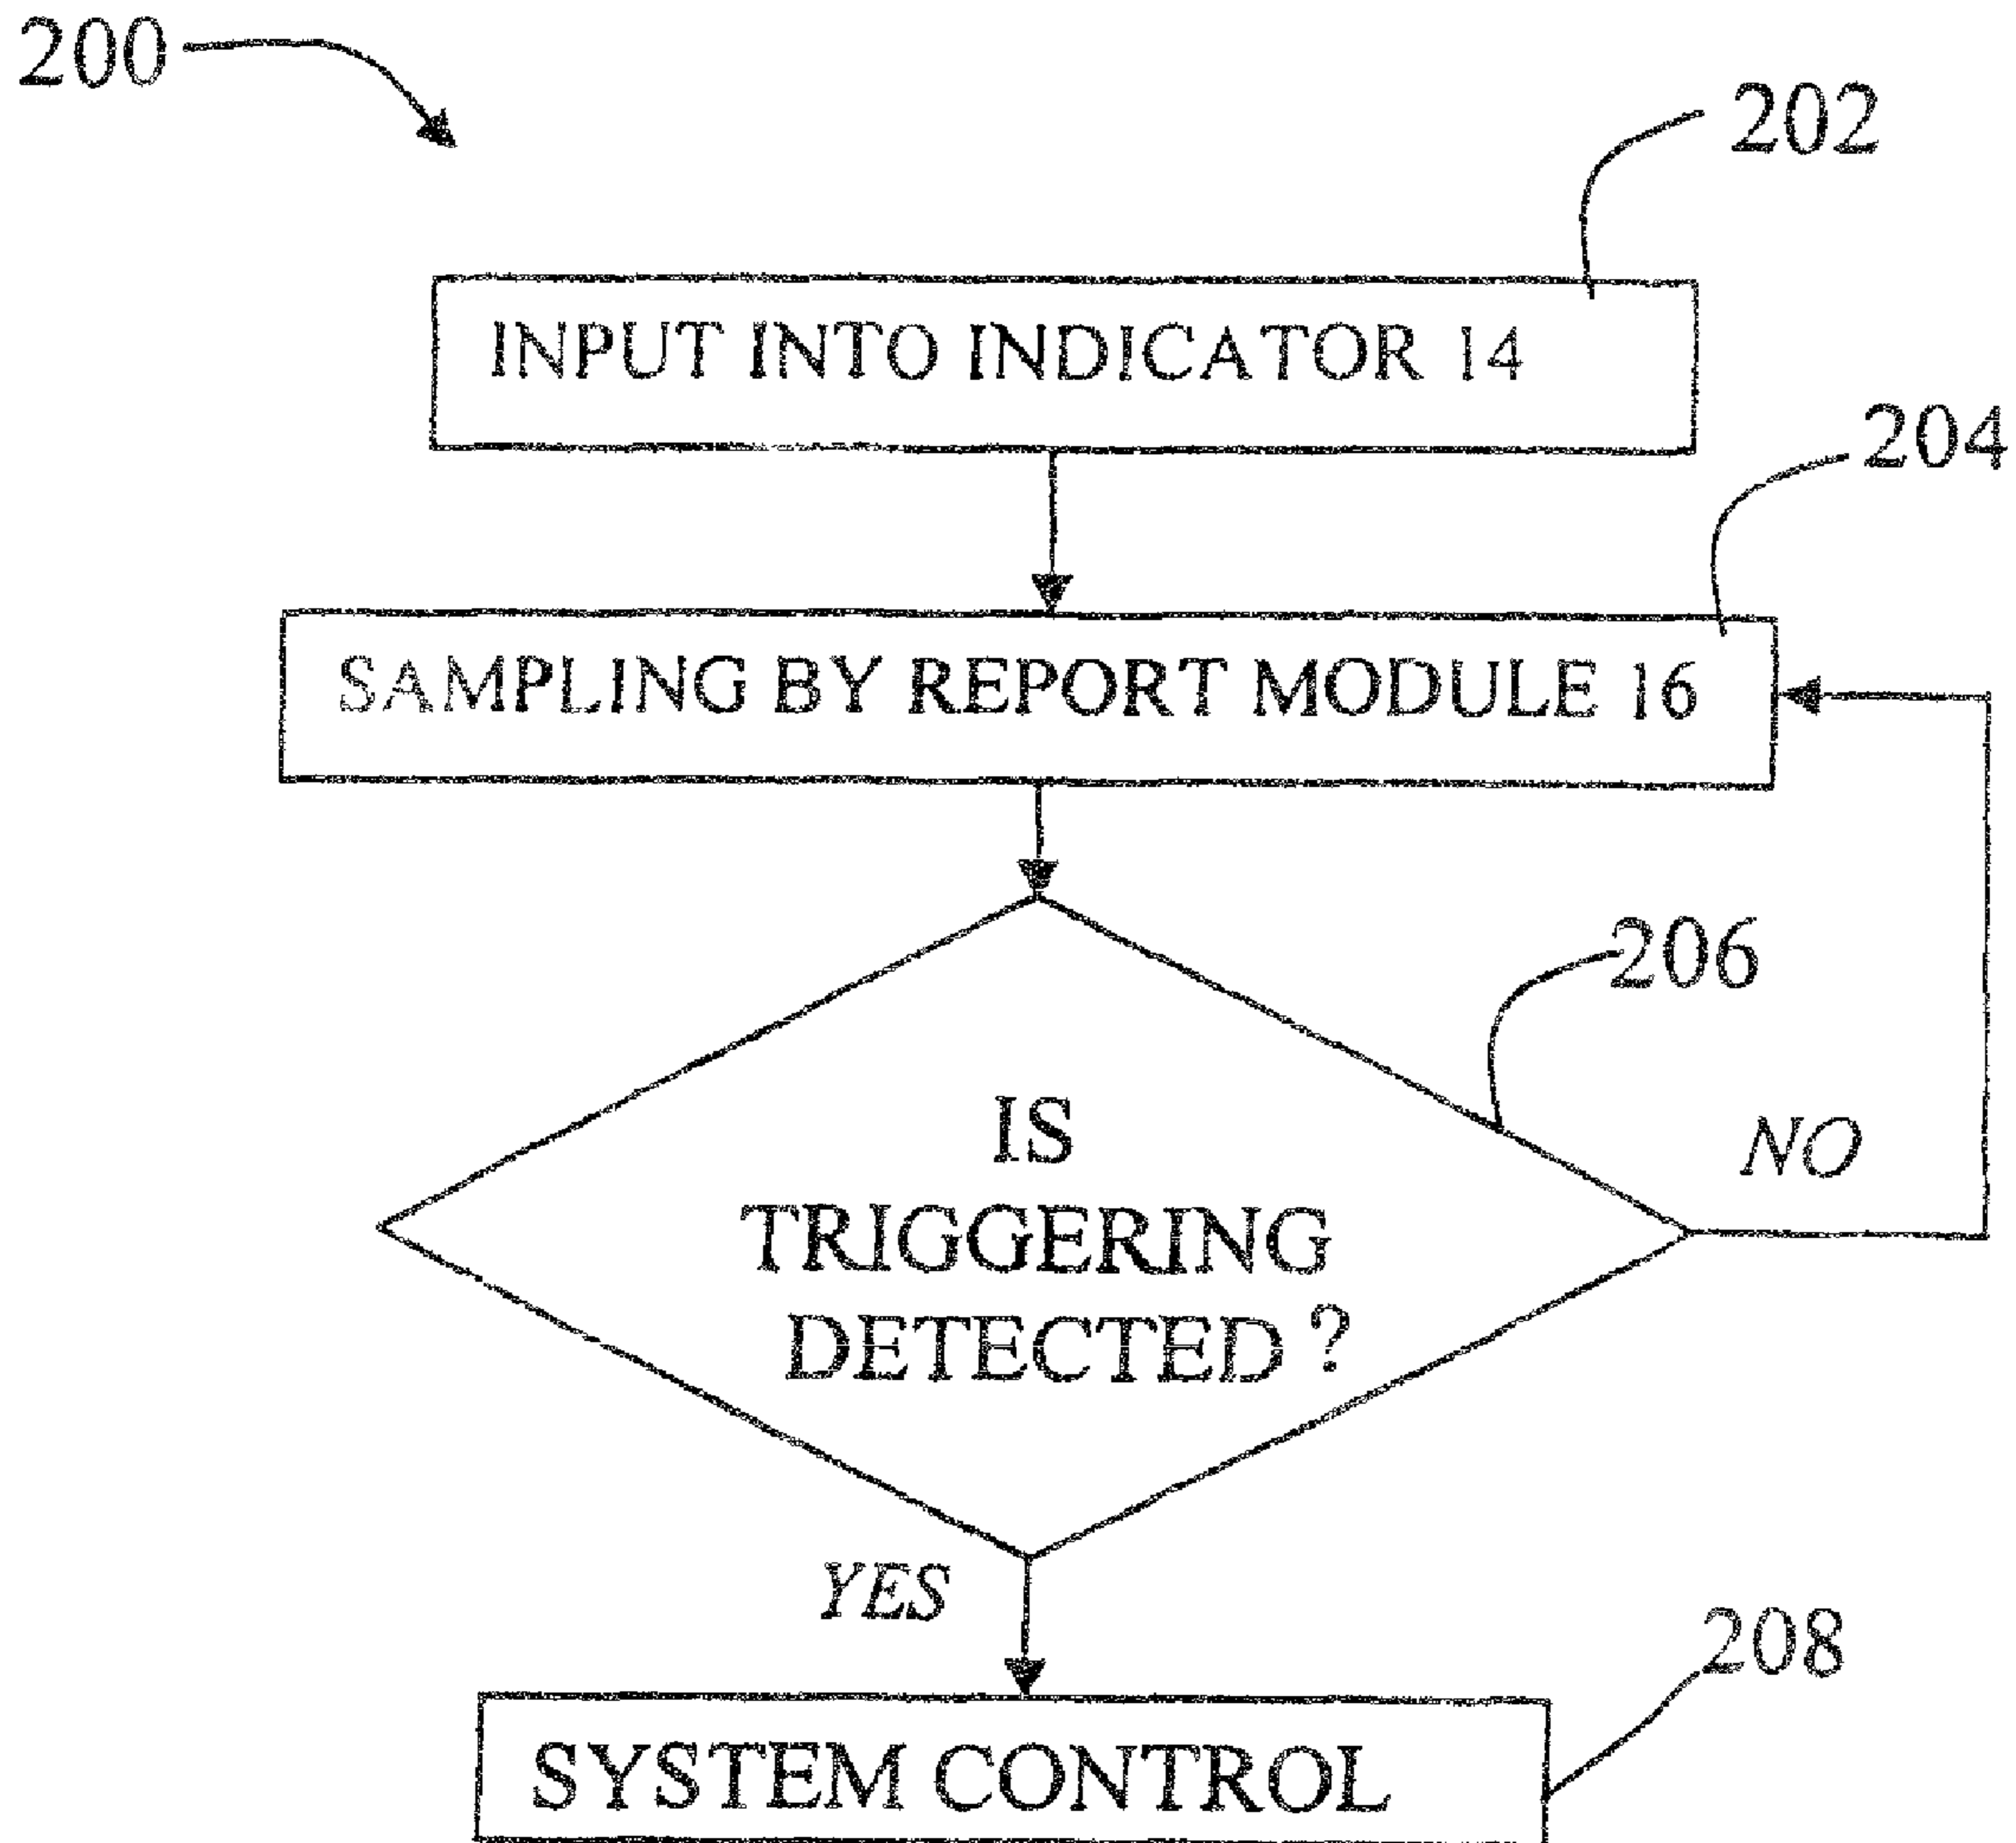 200
202
INPUT INTO INDICATOR 14
204
SAMPLING BY REPORT MODULE 16
206
IS
TRIGGERING
DETECTED ?
NO
YES
208
SYSTEM CONTROL